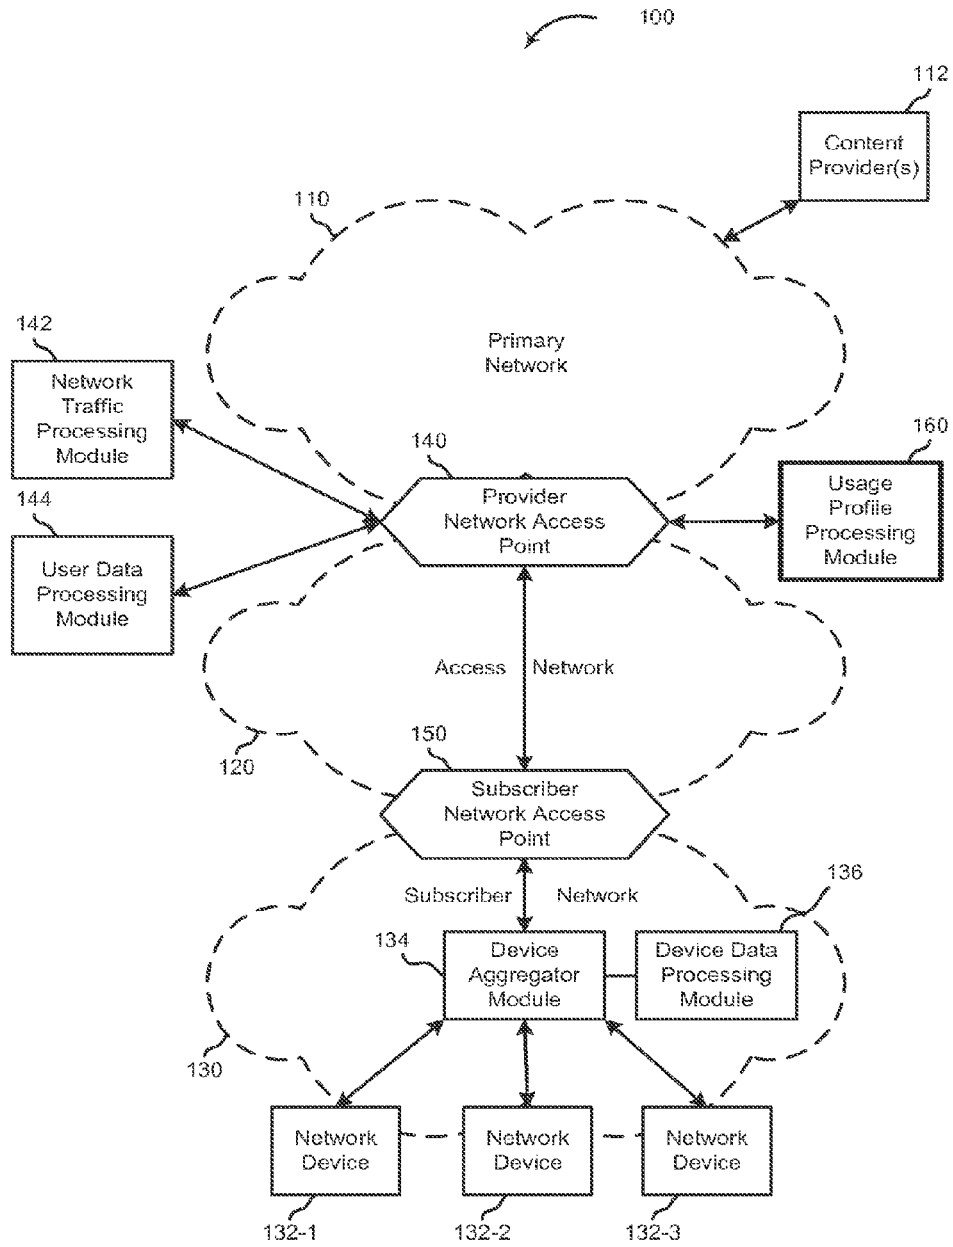 100
112
Content
Provider(s)
110
Primary
Network
142
Network
Traffic
Processing
Module
140
Provider
Network Access
Point
160
Usage
Profile
Processing
Module
144
User Data
Processing
Module
Access Network
120
150
Subscriber
Network Access
Point
Subscriber Network
136
134
Device
Aggregator
Module
Device Data
Processing
Module
130
Network
Device
Network
Device
Network
Device
132-1
132-2
132-3